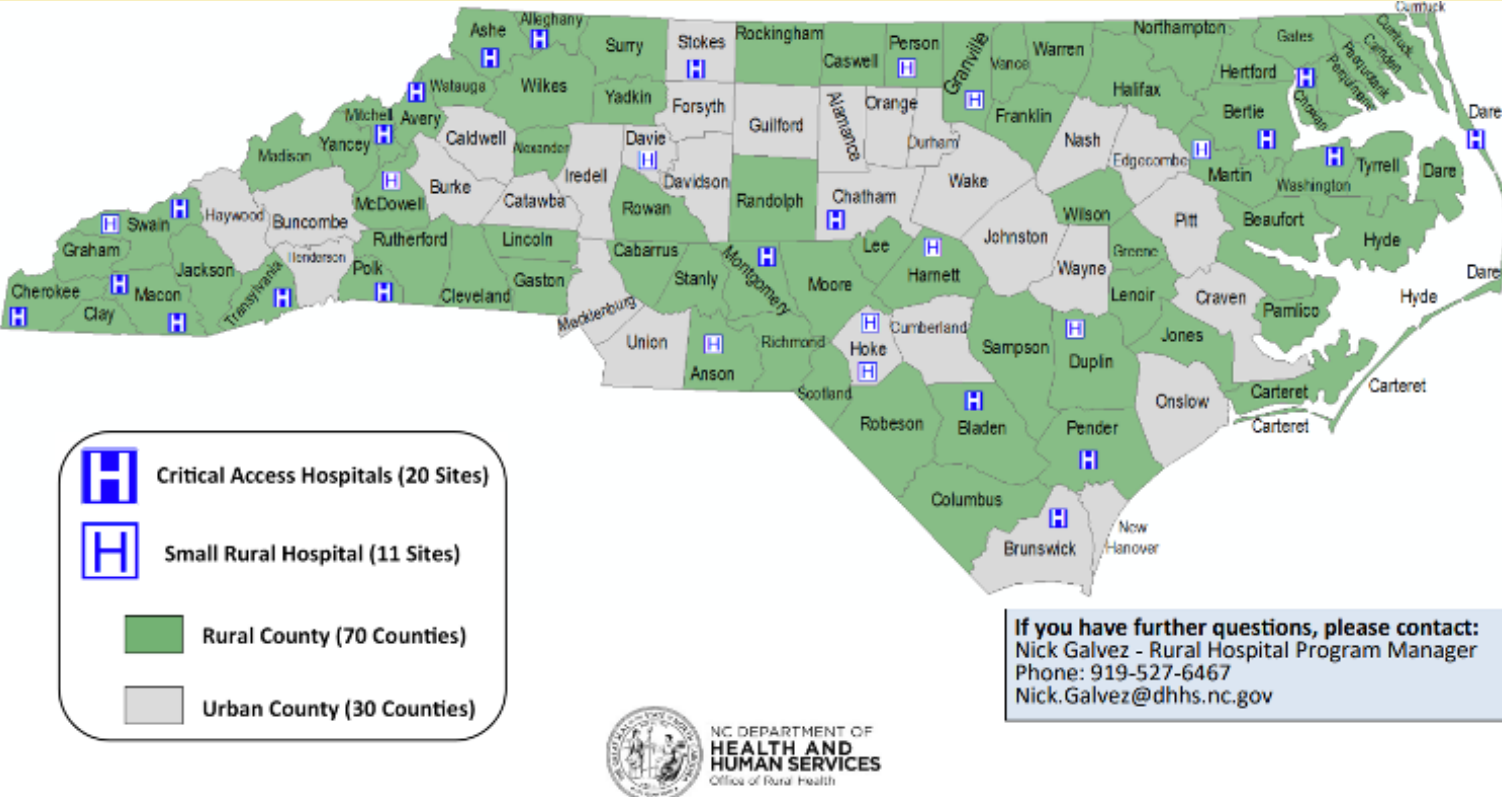 Currituck
Ashe
Alleghany
Surry
Stokes
Rockingham
Caswell
Person
Granville
Vance
Warren
Northampton
Gates
Currituck
Camden
Pasquotank
Perquimans
Hertford
Halifax
Watauga
Wilkes
Yadkin
Forsyth
Guilford
Alamance
Orange
Durham
Franklin
Nash
Edgecombe
Bertie
Chowan
Dare
Mitchell
Avery
Yancey
Madison
Caldwell
Alexander
Iredell
Davie
Davidson
Randolph
Chatham
Wake
Martin
Washington
Tyrrell
Dare
McDowell
Burke
Catawba
Rowan
Wilson
Pitt
Beaufort
Hyde
Swain
Haywood
Buncombe
Graham
Jackson
Henderson
Rutherford
Polk
Lincoln
Gaston
Cleveland
Cabarrus
Stanly
Montgomery
Moore
Lee
Harnett
Johnston
Wayne
Greene
Lenoir
Craven
Pamlico
Dare
Hyde
Cherokee
Clay
Macon
Transylvania
Mecklenburg
Union
Anson
Richmond
Hoke
Cumberland
Sampson
Duplin
Jones
Onslow
Carteret
Carteret
Carteret
Scotland
Robeson
Bladen
Pender
Columbus
Brunswick
New
Hanover
H Critical Access Hospitals (20 Sites)
H Small Rural Hospital (11 Sites)
Rural County (70 Counties)
Urban County (30 Counties)
If you have further questions, please contact:
Nick Galvez - Rural Hospital Program Manager
Phone: 919-527-6467
Nick.Galvez@dhhs.nc.gov
NC DEPARTMENT OF
HEALTH AND
HUMAN SERVICES
Office of Rural Health